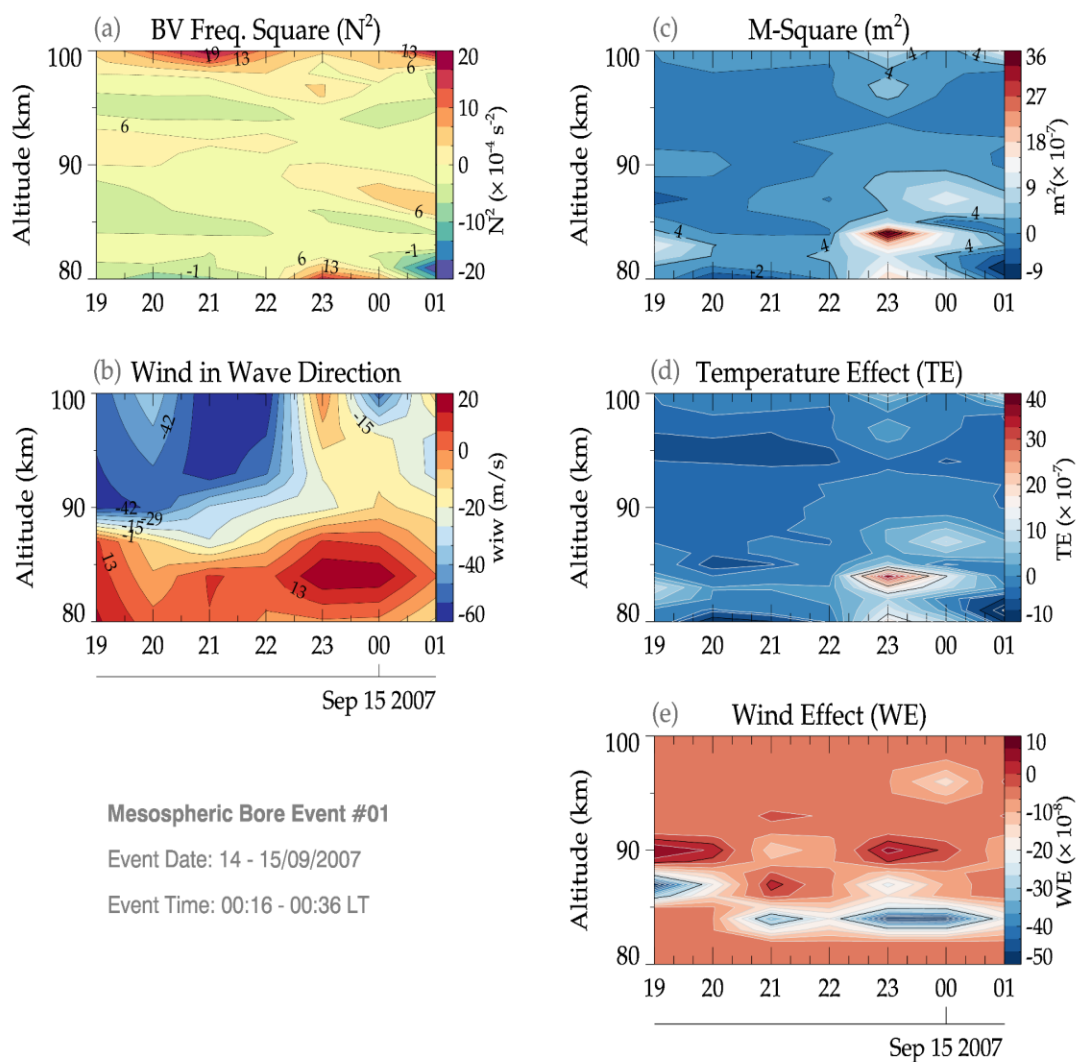 (a)
BV Freq. Square (N²)
100
90
80
Altitude (km)
19
13
13
6
6
-1
6
13
6
-1
19 20 21 22 23 00 01
20
10
0
-10
-20
N² (× 10⁻⁴ s⁻²)
(c)
M-Square (m²)
100
90
80
Altitude (km)
4
4
4
4
4
4
-2
19 20 21 22 23 00 01
36
27
18
9
0
-9
m²(× 10⁻⁷)
(b)
Wind in Wave Direction
100
90
80
Altitude (km)
-42
-15
-42
-29
-15
-1
13
13
19 20 21 22 23 00 01
Sep 15 2007
20
0
-20
-40
-60
wiw (m/s)
(d)
Temperature Effect (TE)
100
90
80
Altitude (km)
19 20 21 22 23 00 01
40
30
20
10
0
-10
TE (× 10⁻⁷)
(e)
Wind Effect (WE)
100
90
80
Altitude (km)
19 20 21 22 23 00 01
Sep 15 2007
10
0
-10
-20
-30
-40
-50
WE (× 10⁻⁸)
Mesospheric Bore Event #01
Event Date: 14 - 15/09/2007
Event Time: 00:16 - 00:36 LT